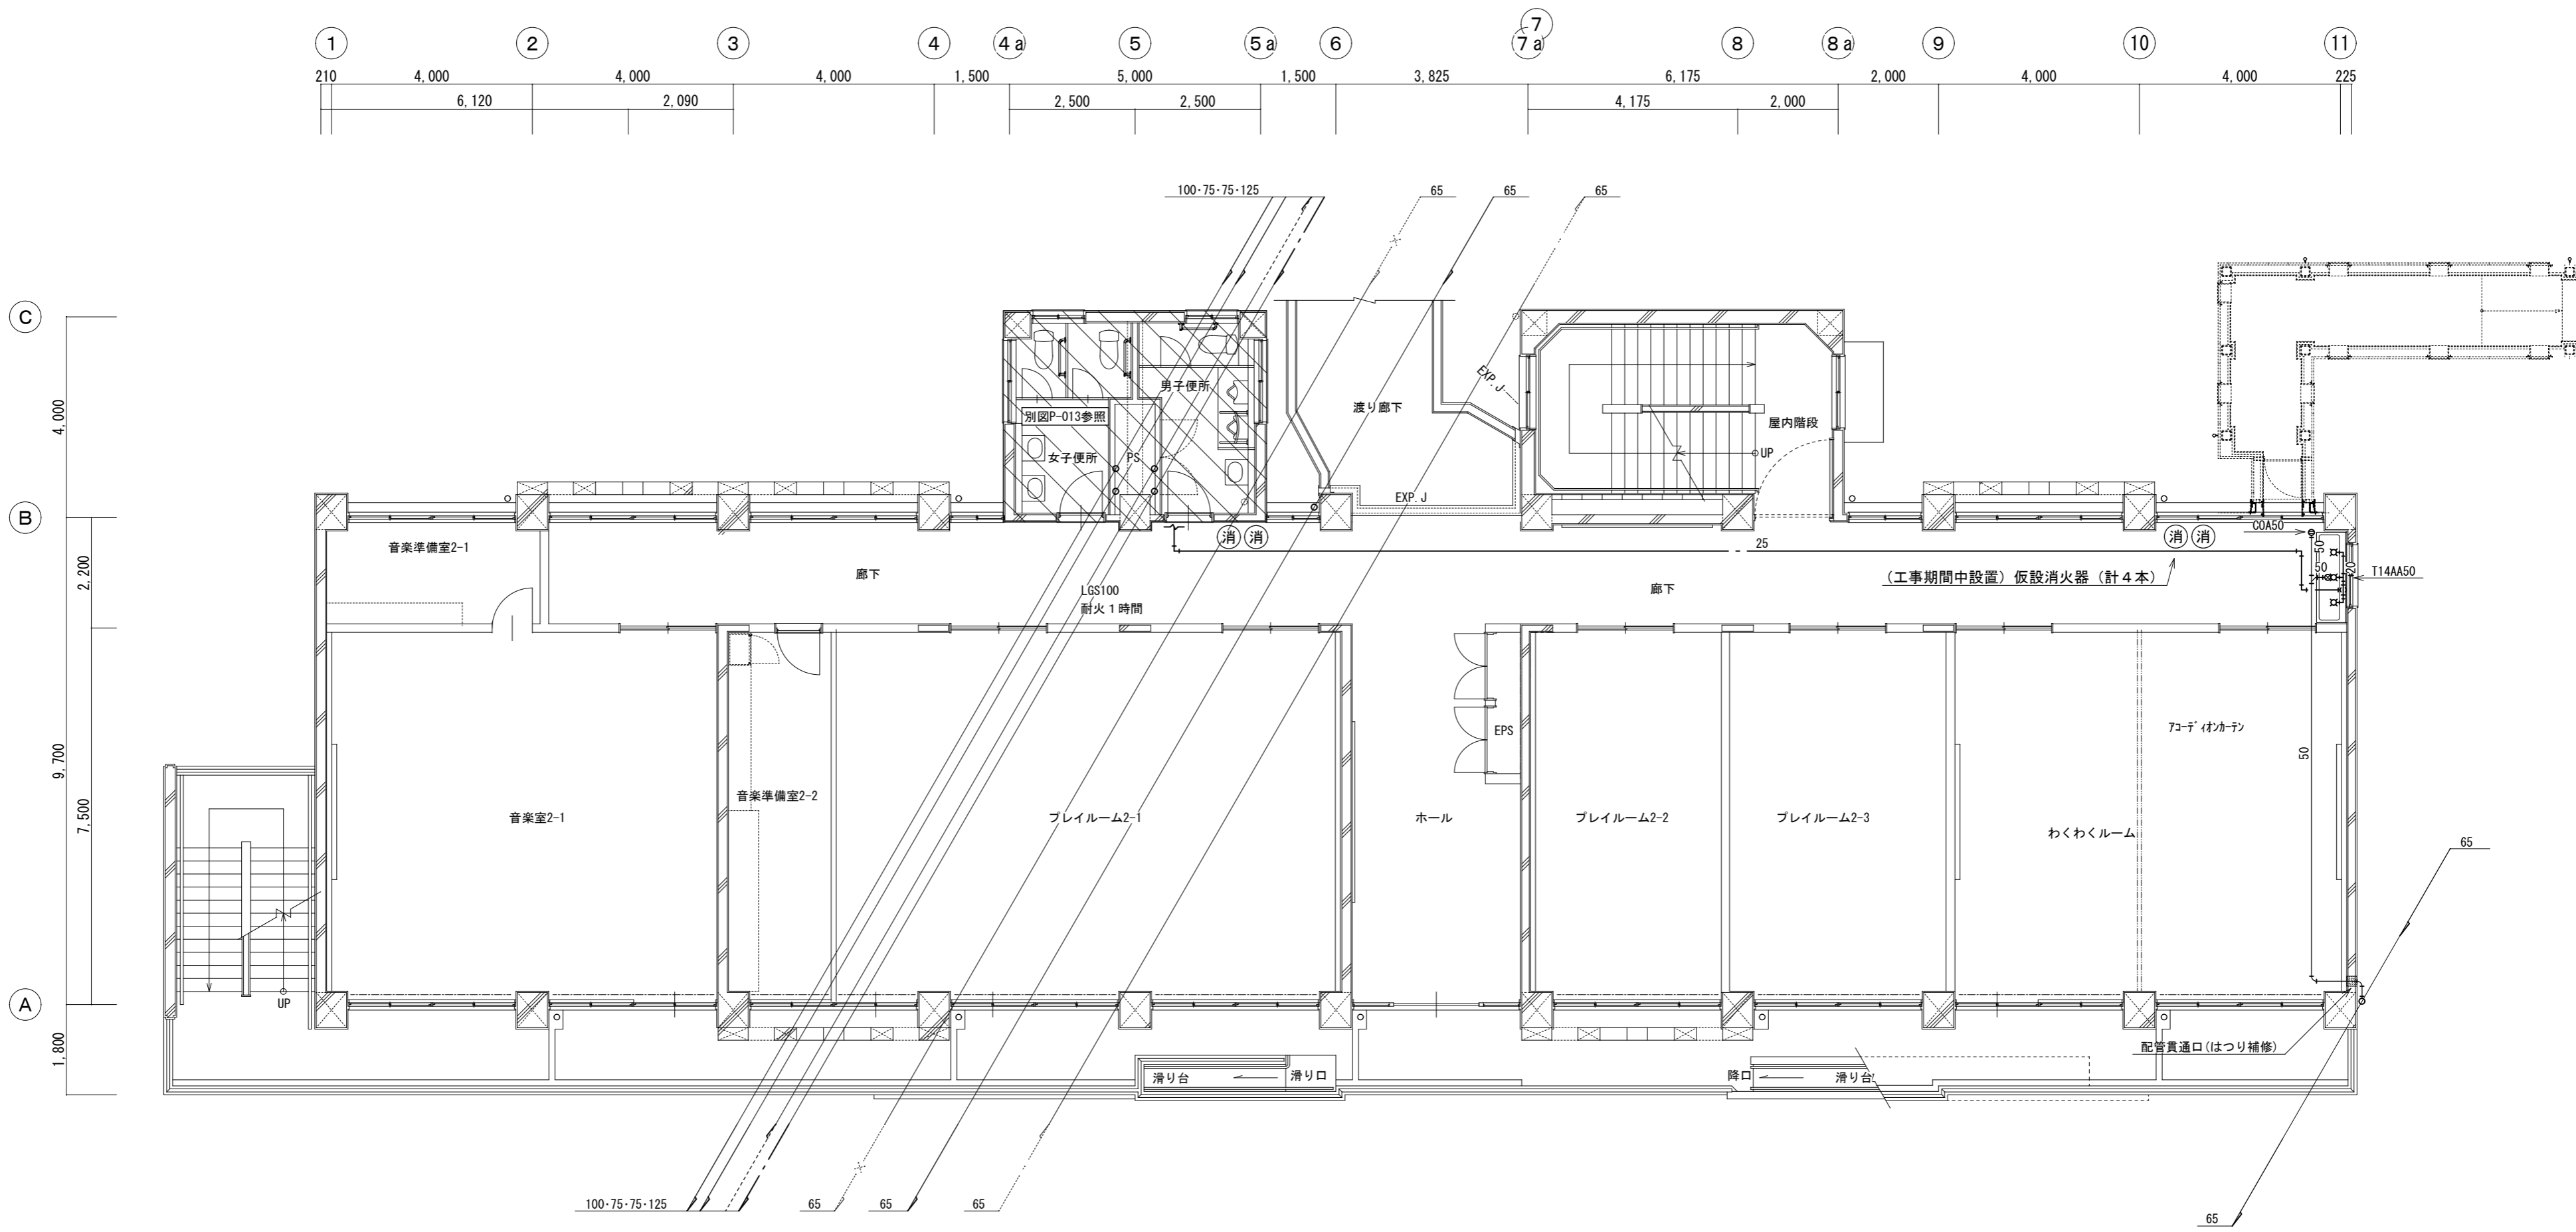 1 2 3 4 4a 5 5a 6 7 8 8a 9 10 11
7a
210 4,000 4,000 4,000 1,500 5,000 1,500 3,825 6,175 2,000 4,000 4,000 225
6,120 2,090 2,500 2,500 4,175 2,000
100・75・75・125 65 65 65
C
4,000
男子便所
渡り廊下
EXP.J
別図P-013参照
屋内階段
女子便所 PS
UP
EXP.J
B
COA50
消 消
消 消
音楽準備室2-1
25
50
50
20
T14AA50
廊下
(工事期間中設置)仮設消火器(計4本)
2,200
LGS100
耐火1時間
廊下
9,700
7,500
アコーディオンカーテン
EPS
50
音楽準備室2-2
音楽室2-1
プレイルーム2-1
ホール
プレイルーム2-2
プレイルーム2-3
わくわくルーム
65
UP
A
1,800
配管貫通口(はつり補修)
滑り台
滑り口
降口
滑り台
100・75・75・125 65 65 65
65